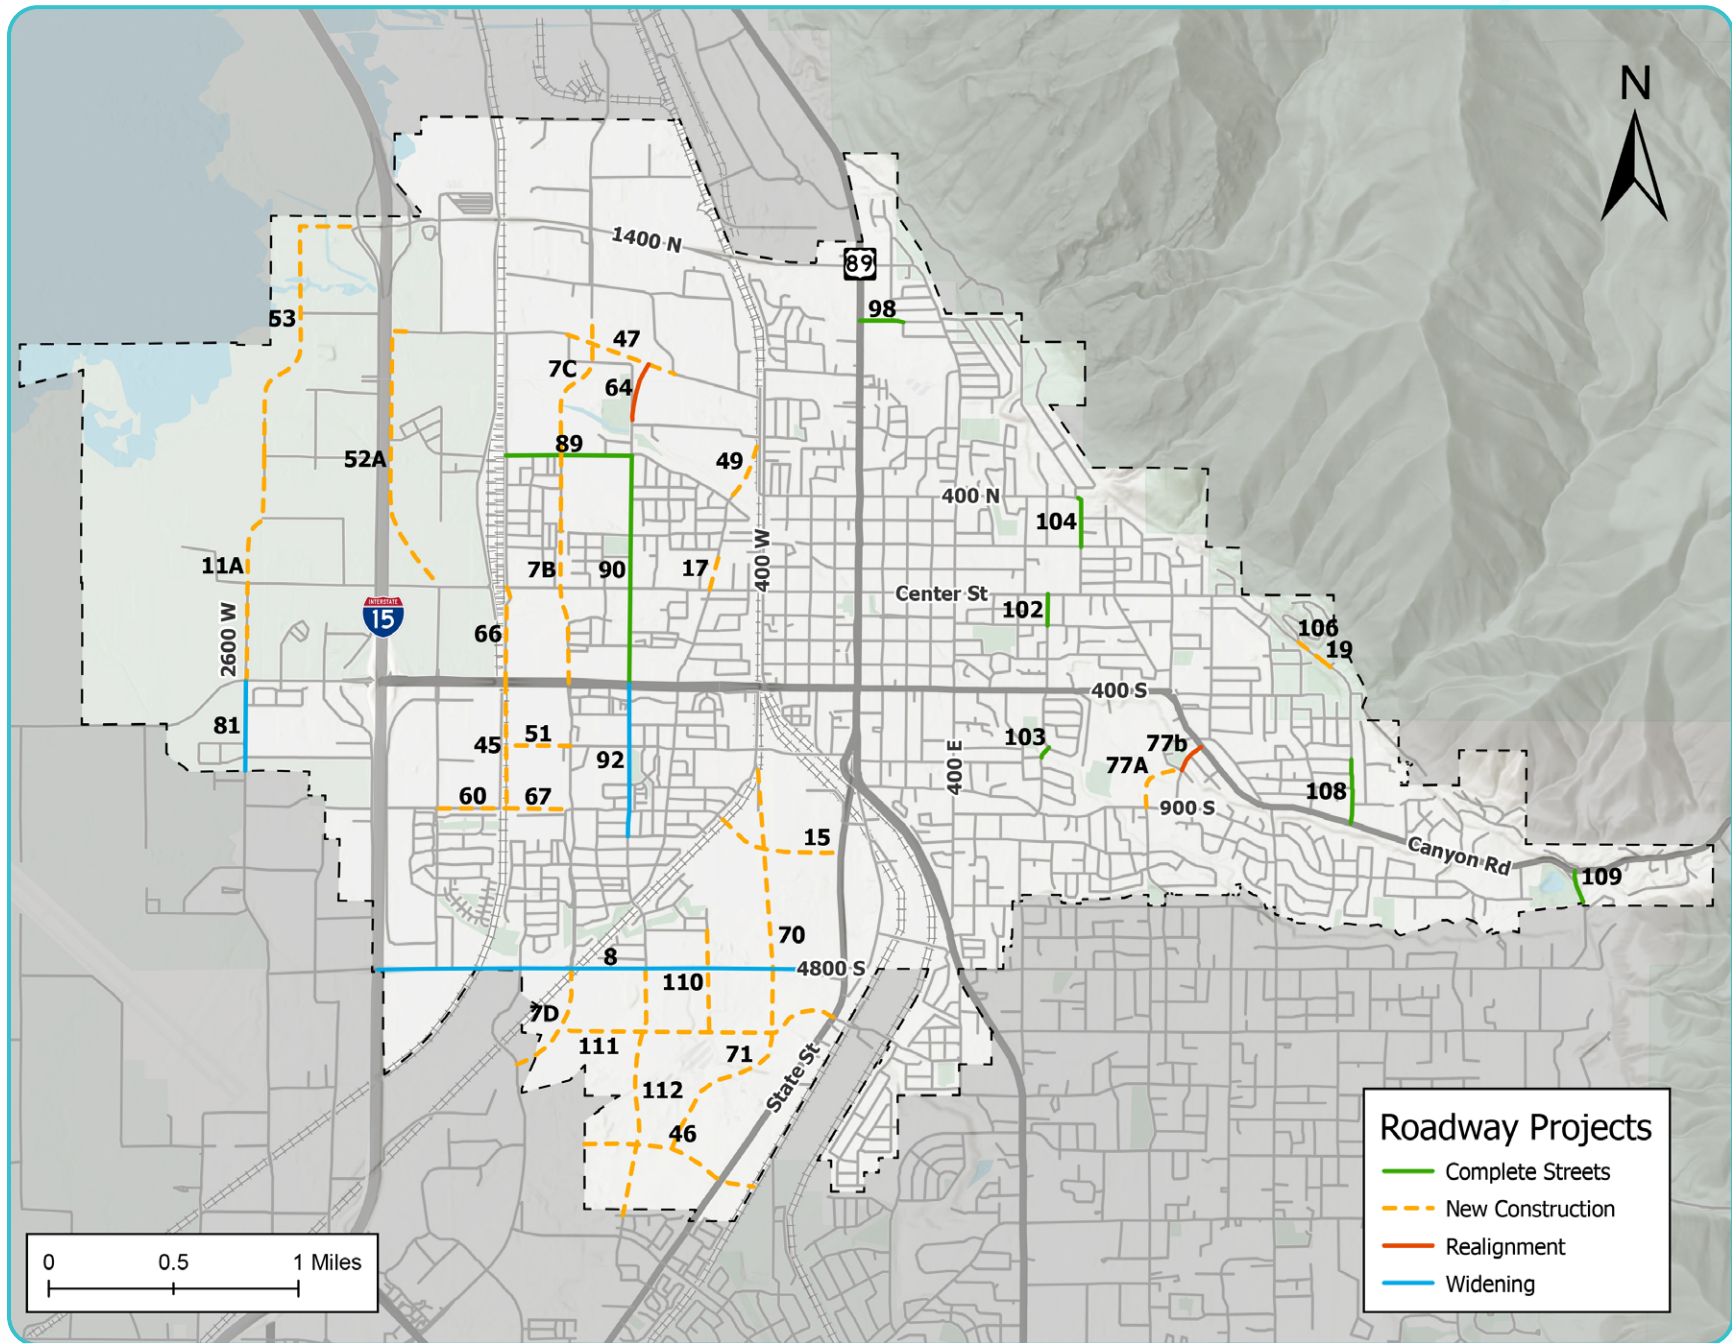 N
1400 N
89
98
53
47
7C
64
89
52A
49
400 N
104
11A
7B
90
17
400 W
Center St
102
INTERSTATE
15
2600 W
66
106
19
400 S
81
45
51
92
103
400 E
77b
77A
60
67
900 S
108
15
Canyon Rd
109
70
8
4800 S
110
7D
111
71
State St
112
46
Roadway Projects
Complete Streets
New Construction
Realignment
Widening
0 0.5 1 Miles